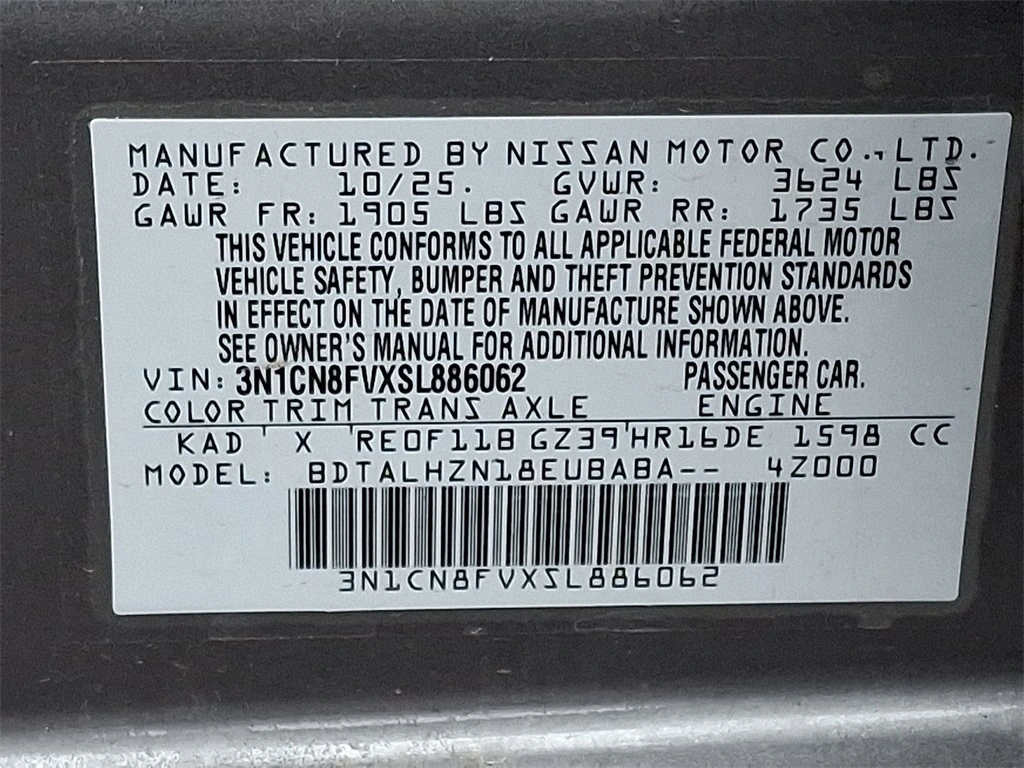 MANUFACTURED BY NISSAN MOTOR CO., LTD.
DATE: 10/25. GVWR: 3624 LBS
GAWR FR: 1905 LBS GAWR RR: 1735 LBS
THIS VEHICLE CONFORMS TO ALL APPLICABLE FEDERAL MOTOR
VEHICLE SAFETY, BUMPER AND THEFT PREVENTION STANDARDS
IN EFFECT ON THE DATE OF MANUFACTURE SHOWN ABOVE.
SEE OWNER'S MANUAL FOR ADDITIONAL INFORMATION.
VIN: 3N1CN8FVXSL886062 PASSENGER CAR.
COLOR TRIM TRANS AXLE ENGINE
KAD X RE0F11B GZ39 HR16DE 1598 CC
MODEL: BDTALHZN18EUBABA-- 4Z000
3N1CN8FVXSL886062